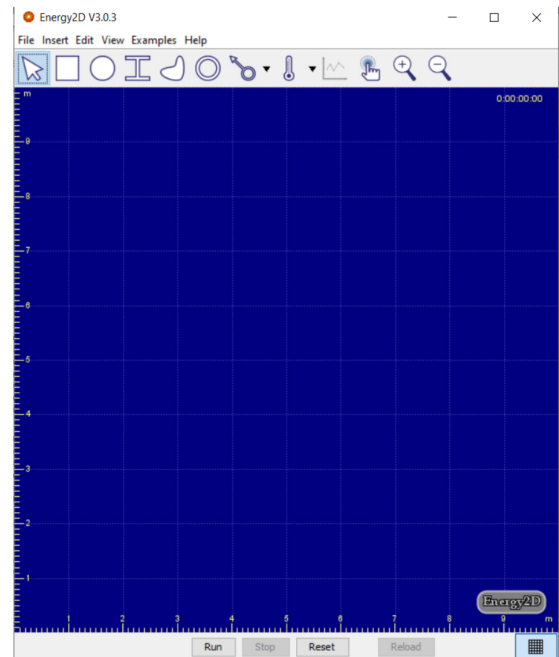 Energy2D V3.0.3
File Insert Edit View Examples Help
m
0:00:00:00
9
8
7
6
5
4
3
2
1
Energy2D
1 2 3 4 5 6 7 8 9 m
Run Stop Reset Reload